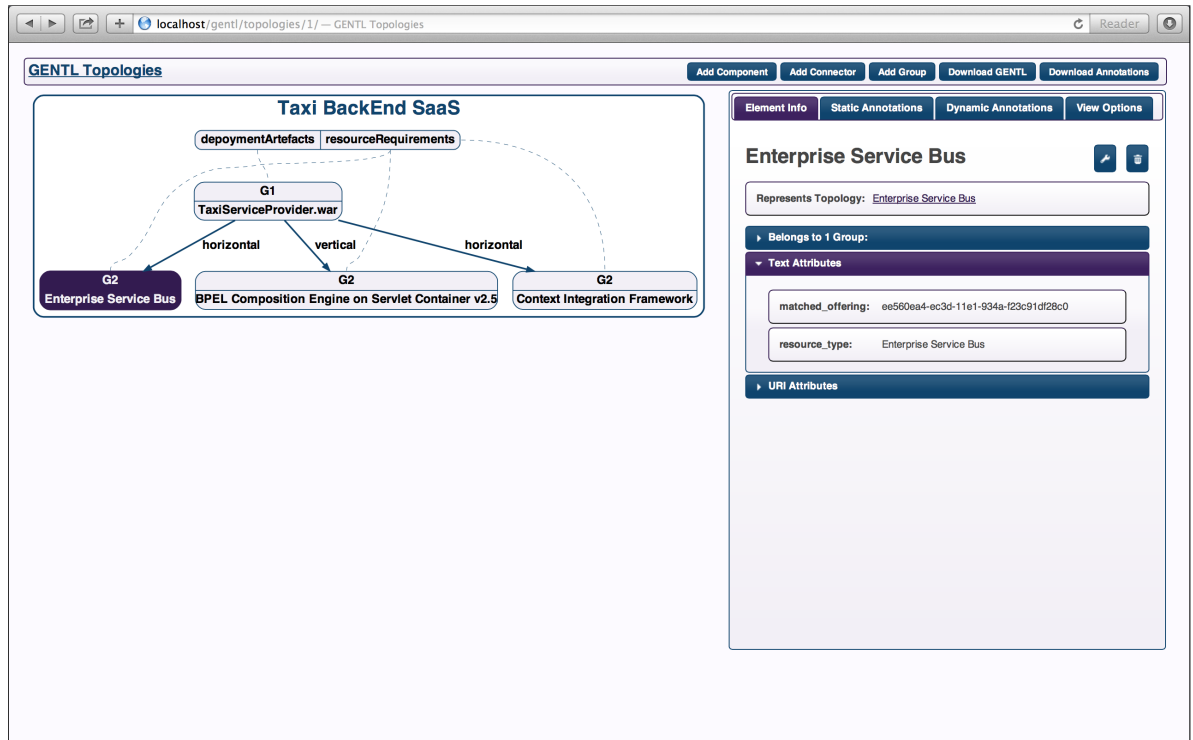 localhost/gentl/topologies/1/ — GENTL Topologies
Reader
GENTL Topologies
Add Component
Add Connector
Add Group
Download GENTL
Download Annotations
Taxi BackEnd SaaS
depoymentArtefacts
resourceRequirements
G1
TaxiServiceProvider.war
horizontal
vertical
horizontal
G2
Enterprise Service Bus
G2
BPEL Composition Engine on Servlet Container v2.5
G2
Context Integration Framework
Element Info
Static Annotations
Dynamic Annotations
View Options
Enterprise Service Bus
Represents Topology: Enterprise Service Bus
Belongs to 1 Group:
Text Attributes
matched_offering: ee560ea4-ec3d-11e1-934a-f23c91df28c0
resource_type: Enterprise Service Bus
URI Attributes